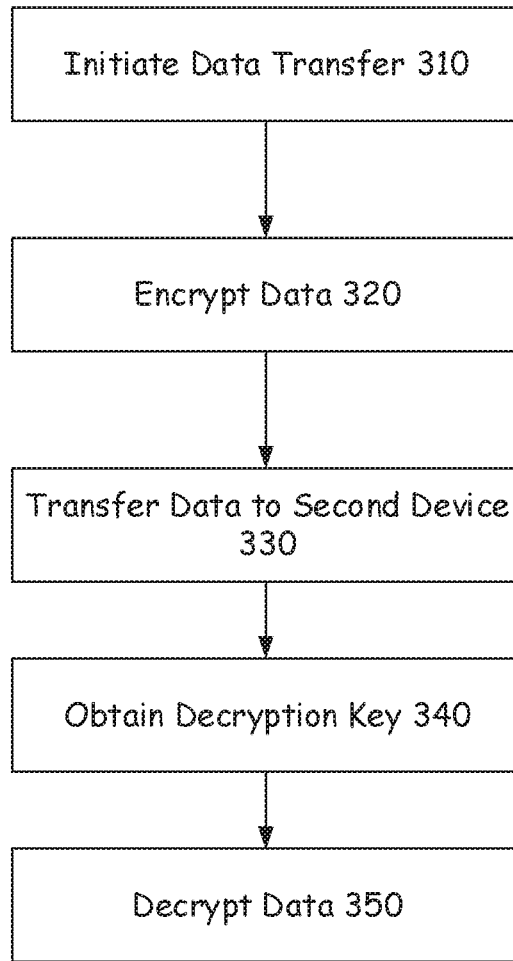 Initiate Data Transfer 310
Encrypt Data 320
Transfer Data to Second Device
330
Obtain Decryption Key 340
Decrypt Data 350